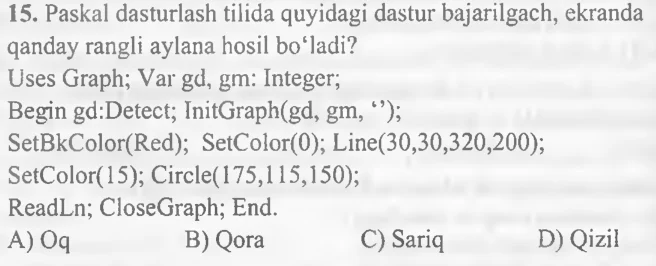 15. Paskal dasturlash tilida quyidagi dastur bajarilgach, ekranda
qanday rangli aylana hosil bo‘ladi?
Uses Graph; Var gd, gm: Integer;
Begin gd:Detect; InitGraph(gd, gm, ‘’);
SetBkColor(Red); SetColor(0); Line(30,30,320,200);
SetColor(15); Circle(175,115,150);
ReadLn; CloseGraph; End.
A) Oq B) Qora C) Sariq D) Qizil